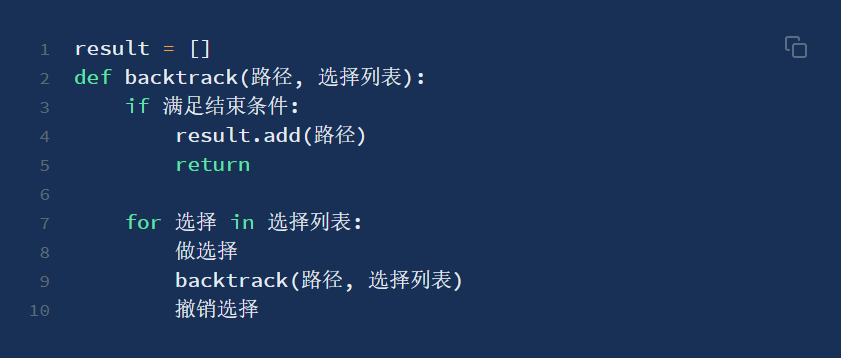 1 result = []
2 def backtrack(路径, 选择列表):
3 if 满足结束条件:
4 result.add(路径)
5 return
6
7 for 选择 in 选择列表:
8 做选择
9 backtrack(路径, 选择列表)
10 撤销选择